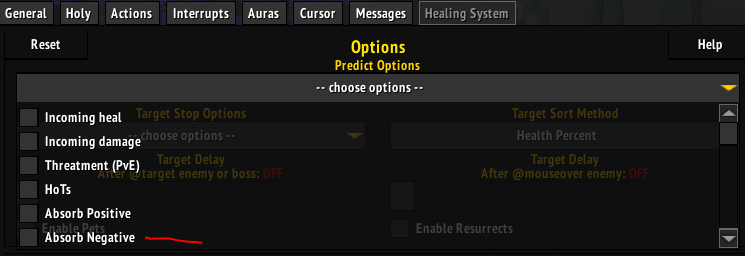 General Holy Actions Interrupts Auras Cursor Messages Healing System
Reset Options Help
Predict Options
-- choose options --
Incoming heal Target Stop Options Target Sort Method
Incoming damage -- choose options -- Health Percent
Threatment (PvE) Target Delay Target Delay
After @target enemy or boss: OFF After @mouseover enemy: OFF
HoTs
Absorb Positive
Enable Pets Enable Resurrects
Absorb Negative